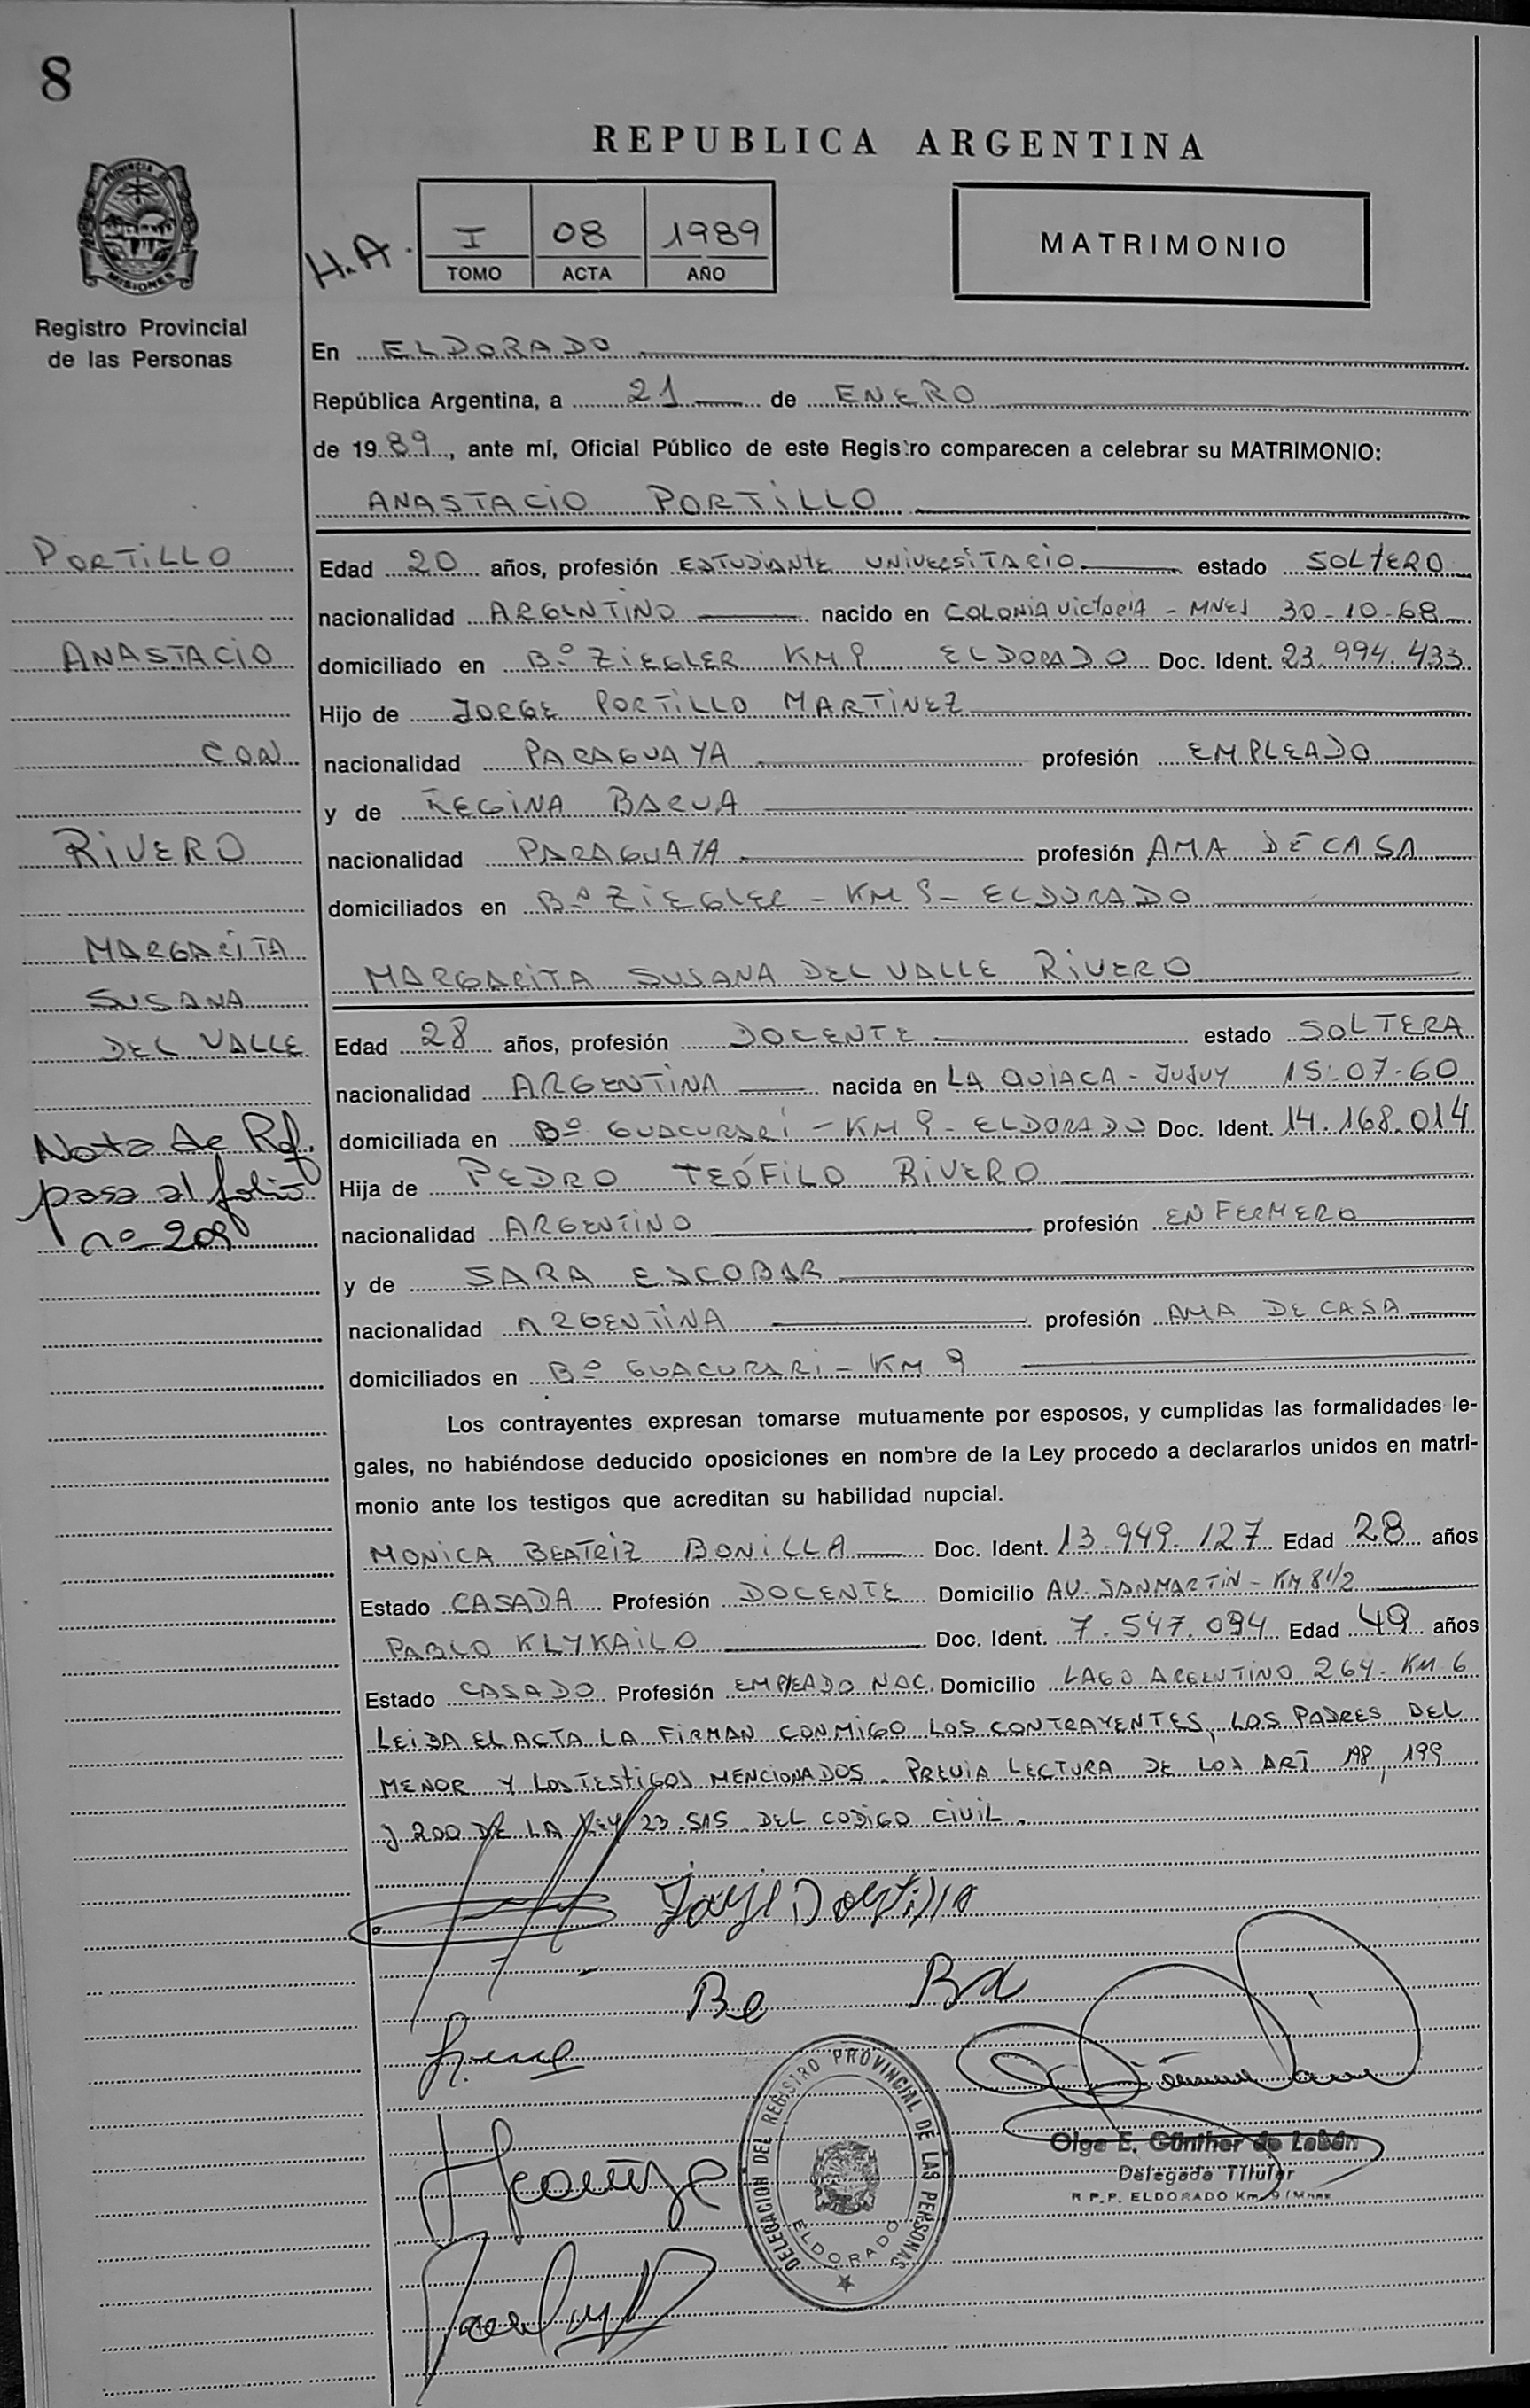 8
REPUBLICA ARGENTINA
PROVINCIA DE
MISIONES
Registro Provincial
de las Personas
H.A.
I 08 1989
TOMO ACTA AÑO
MATRIMONIO
En ELDORADO
República Argentina, a 21 de ENERO
de 1989, ante mí, Oficial Público de este Registro comparecen a celebrar su MATRIMONIO:
ANASTACIO PORTILLO
PORTILLO
ANASTACIO
CON
RIVERO
MARGARITA
SUSANA
DEL VALLE
Nota de Ref.
pasa al folio
nº 209
Edad 20 años, profesión ESTUDIANTE UNIVERSITARIO estado SOLTERO
nacionalidad ARGENTINO nacido en COLONIA VICTORIA - MNES 30-10-68
domiciliado en Bº ZIEGLER KM 9 ELDORADO Doc. Ident. 23.994.433
Hijo de JORGE PORTILLO MARTINEZ
nacionalidad PARAGUAYA profesión EMPLEADO
y de REGINA BARUA
nacionalidad PARAGUAYA profesión AMA DE CASA
domiciliados en Bº ZIEGLER - KM 9 - ELDORADO
MARGARITA SUSANA DEL VALLE RIVERO
Edad 28 años, profesión DOCENTE estado SOLTERA
nacionalidad ARGENTINA nacida en LA QUIACA - JUJUY 15-07-60
domiciliada en Bº GUACURARI - KM 9 - ELDORADO Doc. Ident. 14.168.014
Hija de PEDRO TEÓFILO RIVERO
nacionalidad ARGENTINO profesión ENFERMERO
y de SARA ESCOBAR
nacionalidad ARGENTINA profesión AMA DE CASA
domiciliados en Bº GUACURARI - KM 9
Los contrayentes expresan tomarse mutuamente por esposos, y cumplidas las formalidades le-
gales, no habiéndose deducido oposiciones en nombre de la Ley procedo a declararlos unidos en matri-
monio ante los testigos que acreditan su habilidad nupcial.
MONICA BEATRIZ BONILLA Doc. Ident. 13.949.127 Edad 28 años
Estado CASADA Profesión DOCENTE Domicilio AV. SAN MARTIN - KM 8 1/2
PABLO KLYKAILO Doc. Ident. 7.547.094 Edad 49 años
Estado CASADO Profesión EMPLEADO NAC. Domicilio LAGO ARGENTINO 264 - KM 6
LEIDA EL ACTA LA FIRMAN CONMIGO LOS CONTRAYENTES, LOS PADRES DEL
MENOR Y LOS TESTIGOS MENCIONADOS. PREVIA LECTURA DE LOS ART 198, 199
Y 200 DE LA LEY 23.515 DEL CODIGO CIVIL.
Jorge Portillo
Be Ba
DELEGACION DEL REGISTRO PROVINCIAL DE LAS PERSONAS
ELDORADO
Olga E. Günther de Labán
Delegada Titular
R.P.P. ELDORADO Km. 9 (Mnes